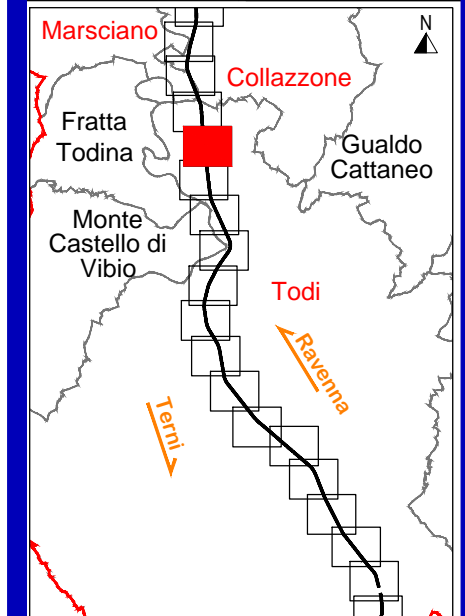 Marsciano
N
Collazzone
Fratta
Todina
Gualdo
Cattaneo
Monte
Castello di
Vibio
Todi
Ravenna
Terni